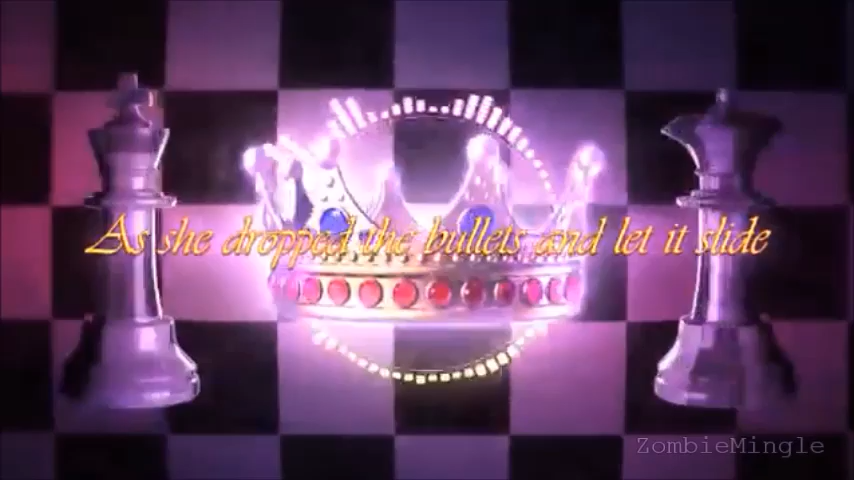 As she dropped the bullets and let it slide
ZombieMingle